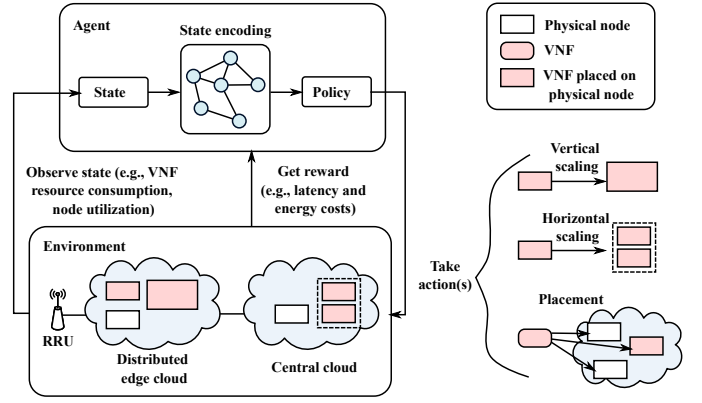 Agent
State encoding
State
Policy
Observe state (e.g., VNF
resource consumption,
node utilization)
Get reward
(e.g., latency and
energy costs)
Environment
RRU
Distributed
edge cloud
Central cloud
Physical node
VNF
VNF placed on
physical node
Take
action(s)
Vertical
scaling
Horizontal
scaling
Placement